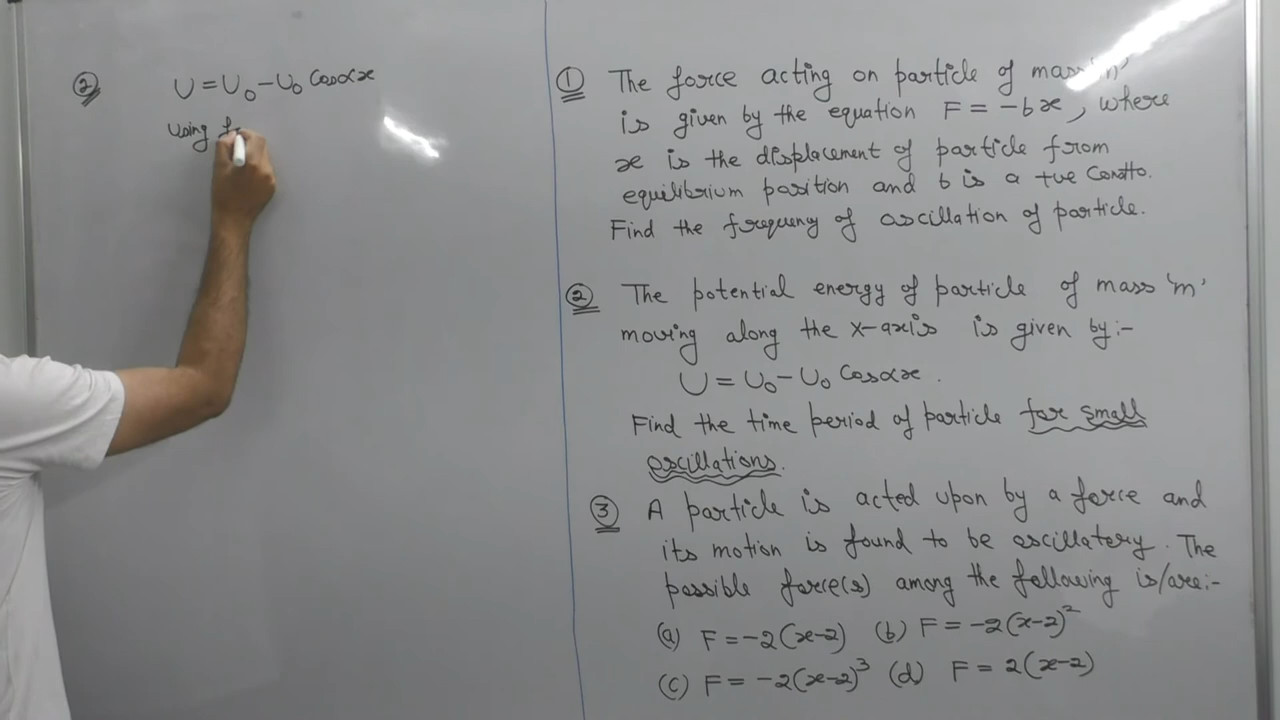 ② U = U₀ - U₀ Cosαx
Using f
① The force acting on particle of mass 'm'
is given by the equation F = -bx, where
x is the displacement of particle from
equilibrium position and b is a +ve
Find the frequency of oscillation of particle.
② The potential energy of particle of mass 'm'
moving along the x-axis is given by:-
U = U₀ - U₀ Cosαx.
Find the time period of particle for small
oscillations.
③ A particle is acted upon by a force and
its motion is found to be oscillatory. The
possible force(s) among the following is/are:-
(a) F = -2(x-2) (b) F = -2(x-2)²
(c) F = -2(x-2)³ (d) F = 2(x-2)